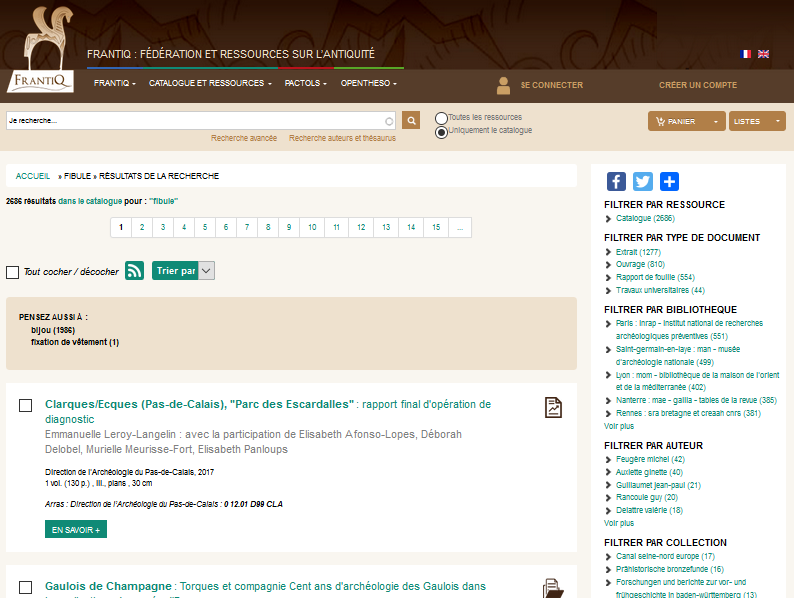 FRANTIQ
FRANTIQ : FÉDÉRATION ET RESSOURCES SUR L'ANTIQUITÉ
FRANTIQ
CATALOGUE ET RESSOURCES
PACTOLS
OPENTHESO
SE CONNECTER
CRÉER UN COMPTE
Je recherche...
Toutes les ressources
Uniquement le catalogue
Recherche avancée
Recherche auteurs et thésaurus
PANIER
LISTES
ACCUEIL » FIBULE » RÉSULTATS DE LA RECHERCHE
2686 résultats dans le catalogue pour : "fibule"
1 2 3 4 5 6 7 8 9 10 11 12 13 14 15 ...
Tout cocher / décocher
Trier par
PENSEZ AUSSI À :
bijou (1986)
fixation de vêtement (1)
Clarques/Ecques (Pas-de-Calais), "Parc des Escardalles" : rapport final d'opération de
diagnostic
Emmanuelle Leroy-Langelin : avec la participation de Elisabeth Afonso-Lopes, Déborah
Delobel, Murielle Meurisse-Fort, Elisabeth Panloups
Direction de l'Archéologie du Pas-de-Calais, 2017
1 vol. (130 p.) , ill., plans , 30 cm
Arras : Direction de l'Archéologie du Pas-de-Calais : 0 12.01 D99 CLA
EN SAVOIR +
Gaulois de Champagne : Torques et compagnie Cent ans d'archéologie des Gaulois dans
FILTRER PAR RESSOURCE
Catalogue (2686)
FILTRER PAR TYPE DE DOCUMENT
Extrait (1277)
Ouvrage (810)
Rapport de fouille (554)
Travaux universitaires (44)
FILTRER PAR BIBLIOTHEQUE
Paris : inrap - institut national de recherches
archéologiques préventives (551)
Saint-germain-en-laye : man - musée
d'archéologie nationale (499)
Lyon : mom - bibliothèque de la maison de l'orient
et de la méditerranée (402)
Nanterre : mae - gallia - tables de la revue (385)
Rennes : sra bretagne et creaah cnrs (381)
Voir plus
FILTRER PAR AUTEUR
Feugère michel (42)
Auxiette ginette (40)
Guillaumet jean-paul (21)
Rancoule guy (20)
Delattre valérie (18)
Voir plus
FILTRER PAR COLLECTION
Canal seine-nord europe (17)
Prähistorische bronzefunde (16)
Forschungen und berichte zur vor- und
frühgeschichte in baden-württemberg (13)